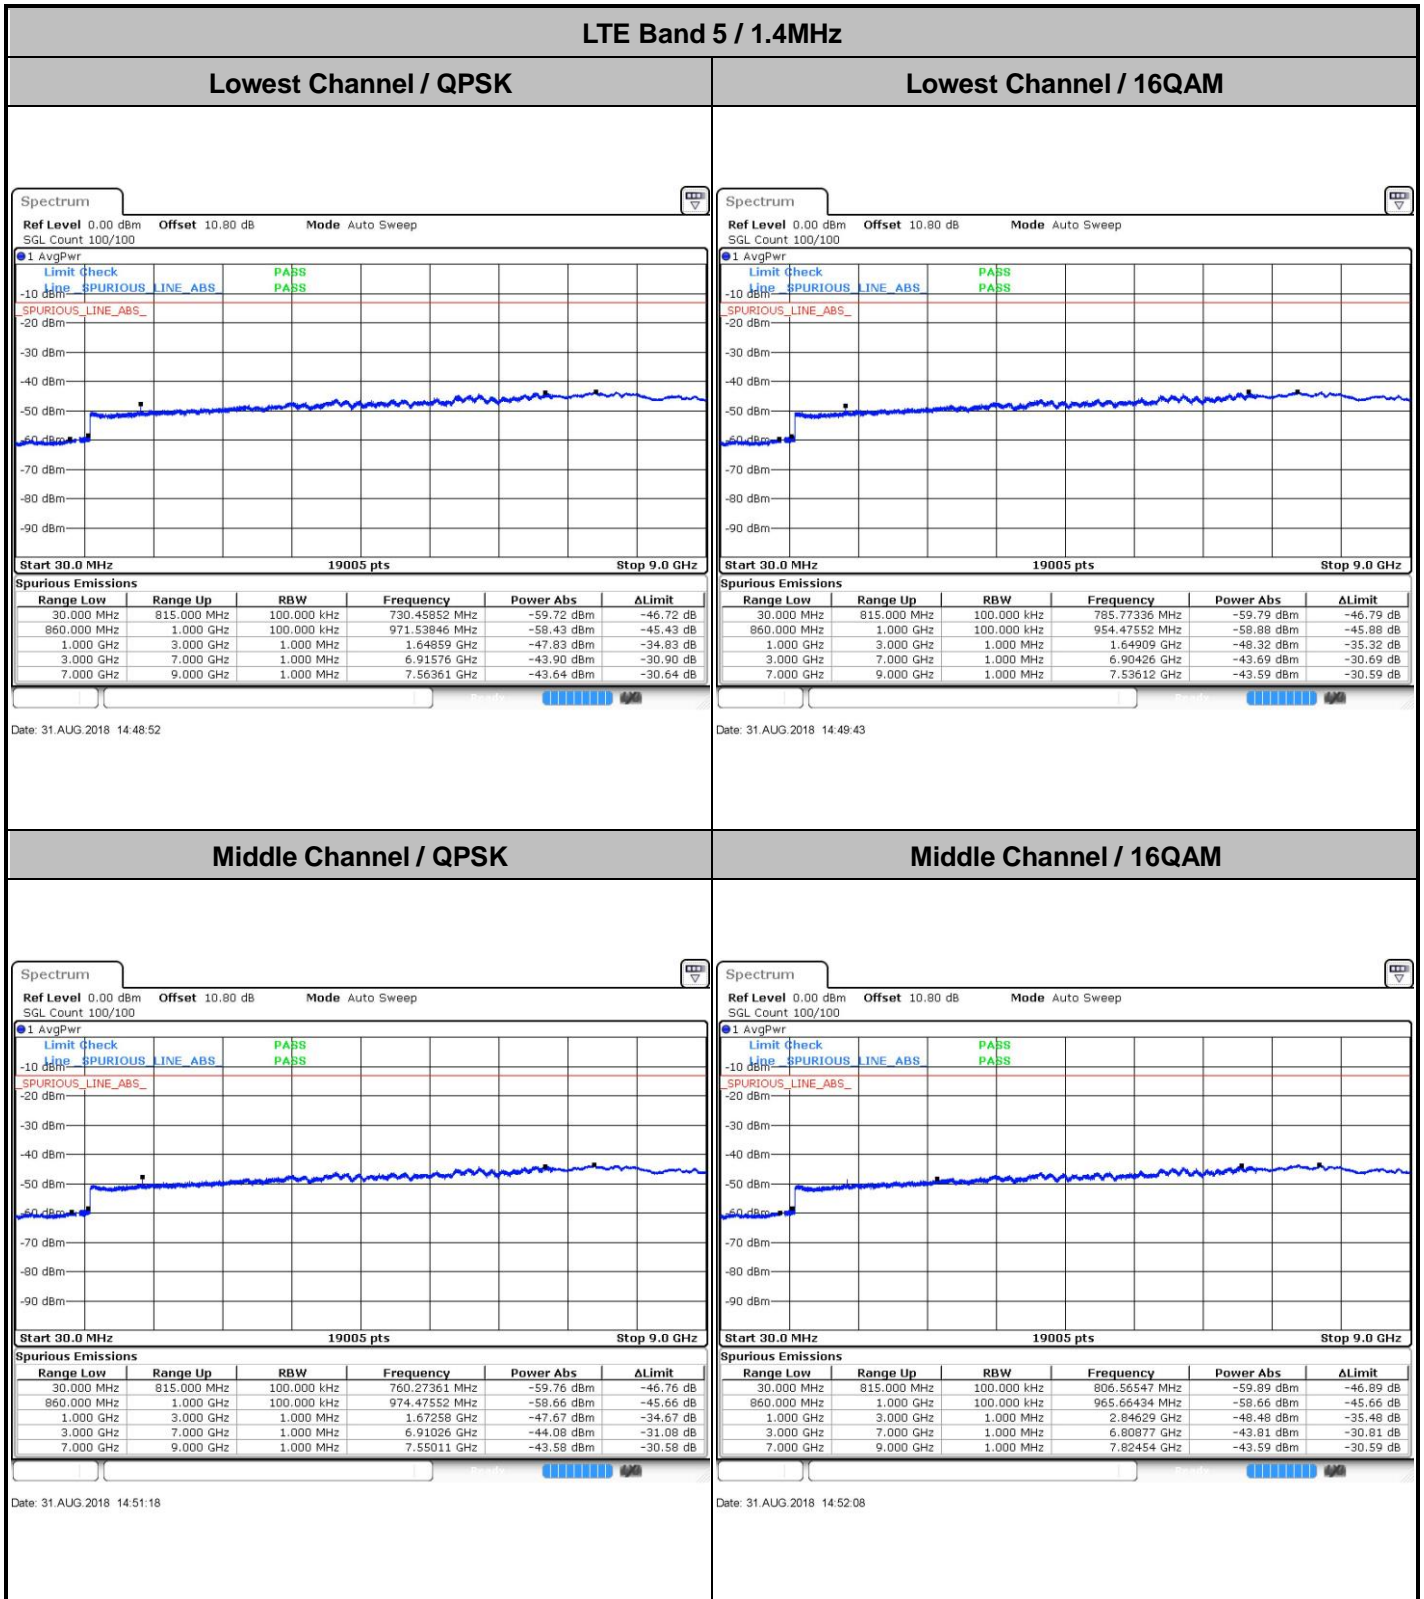 LTE Band 5 / 1.4MHz
Lowest Channel / QPSK
Lowest Channel / 16QAM
Spectrum
Ref Level 0.00 dBm Offset 10.80 dB Mode Auto Sweep
SGL Count 100/100
1 AvgPwr
Limit Check PASS
Line _SPURIOUS_LINE_ABS_ PASS
-10 dBm
_SPURIOUS_LINE_ABS_
-20 dBm
-30 dBm
-40 dBm
-50 dBm
-60 dBm
-70 dBm
-80 dBm
-90 dBm
Start 30.0 MHz 19005 pts Stop 9.0 GHz
Spurious Emissions
Range Low Range Up RBW Frequency Power Abs ΔLimit
30.000 MHz 815.000 MHz 100.000 kHz 730.45852 MHz -59.72 dBm -46.72 dB
860.000 MHz 1.000 GHz 100.000 kHz 971.53846 MHz -58.43 dBm -45.43 dB
1.000 GHz 3.000 GHz 1.000 MHz 1.64859 GHz -47.83 dBm -34.83 dB
3.000 GHz 7.000 GHz 1.000 MHz 6.91576 GHz -43.90 dBm -30.90 dB
7.000 GHz 9.000 GHz 1.000 MHz 7.56361 GHz -43.64 dBm -30.64 dB
Date: 31.AUG.2018 14:48:52
Spectrum
Ref Level 0.00 dBm Offset 10.80 dB Mode Auto Sweep
SGL Count 100/100
1 AvgPwr
Limit Check PASS
Line _SPURIOUS_LINE_ABS_ PASS
-10 dBm
_SPURIOUS_LINE_ABS_
-20 dBm
-30 dBm
-40 dBm
-50 dBm
-60 dBm
-70 dBm
-80 dBm
-90 dBm
Start 30.0 MHz 19005 pts Stop 9.0 GHz
Spurious Emissions
Range Low Range Up RBW Frequency Power Abs ΔLimit
30.000 MHz 815.000 MHz 100.000 kHz 785.77336 MHz -59.79 dBm -46.79 dB
860.000 MHz 1.000 GHz 100.000 kHz 954.47552 MHz -58.88 dBm -45.88 dB
1.000 GHz 3.000 GHz 1.000 MHz 1.64909 GHz -48.32 dBm -35.32 dB
3.000 GHz 7.000 GHz 1.000 MHz 6.90426 GHz -43.69 dBm -30.69 dB
7.000 GHz 9.000 GHz 1.000 MHz 7.53612 GHz -43.59 dBm -30.59 dB
Date: 31.AUG.2018 14:49:43
Middle Channel / QPSK
Middle Channel / 16QAM
Spectrum
Ref Level 0.00 dBm Offset 10.80 dB Mode Auto Sweep
SGL Count 100/100
1 AvgPwr
Limit Check PASS
Line _SPURIOUS_LINE_ABS_ PASS
-10 dBm
_SPURIOUS_LINE_ABS_
-20 dBm
-30 dBm
-40 dBm
-50 dBm
-60 dBm
-70 dBm
-80 dBm
-90 dBm
Start 30.0 MHz 19005 pts Stop 9.0 GHz
Spurious Emissions
Range Low Range Up RBW Frequency Power Abs ΔLimit
30.000 MHz 815.000 MHz 100.000 kHz 760.27361 MHz -59.76 dBm -46.76 dB
860.000 MHz 1.000 GHz 100.000 kHz 974.47552 MHz -58.66 dBm -45.66 dB
1.000 GHz 3.000 GHz 1.000 MHz 1.67258 GHz -47.67 dBm -34.67 dB
3.000 GHz 7.000 GHz 1.000 MHz 6.91026 GHz -44.08 dBm -31.08 dB
7.000 GHz 9.000 GHz 1.000 MHz 7.55011 GHz -43.58 dBm -30.58 dB
Date: 31.AUG.2018 14:51:18
Spectrum
Ref Level 0.00 dBm Offset 10.80 dB Mode Auto Sweep
SGL Count 100/100
1 AvgPwr
Limit Check PASS
Line _SPURIOUS_LINE_ABS_ PASS
-10 dBm
_SPURIOUS_LINE_ABS_
-20 dBm
-30 dBm
-40 dBm
-50 dBm
-60 dBm
-70 dBm
-80 dBm
-90 dBm
Start 30.0 MHz 19005 pts Stop 9.0 GHz
Spurious Emissions
Range Low Range Up RBW Frequency Power Abs ΔLimit
30.000 MHz 815.000 MHz 100.000 kHz 806.56547 MHz -59.89 dBm -46.89 dB
860.000 MHz 1.000 GHz 100.000 kHz 965.66434 MHz -58.66 dBm -45.66 dB
1.000 GHz 3.000 GHz 1.000 MHz 2.84629 GHz -48.48 dBm -35.48 dB
3.000 GHz 7.000 GHz 1.000 MHz 6.80877 GHz -43.81 dBm -30.81 dB
7.000 GHz 9.000 GHz 1.000 MHz 7.82454 GHz -43.59 dBm -30.59 dB
Date: 31.AUG.2018 14:52:08